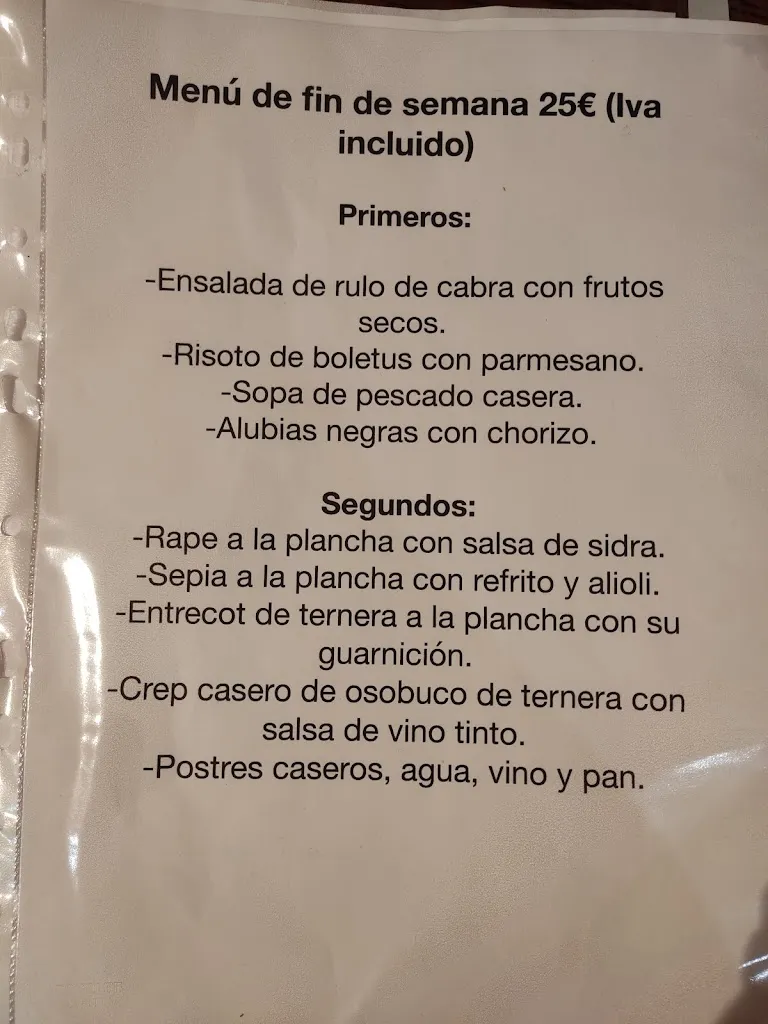 Menú de fin de semana 25€ (Iva
incluido)
Primeros:
-Ensalada de rulo de cabra con frutos
secos.
-Risoto de boletus con parmesano.
-Sopa de pescado casera.
-Alubias negras con chorizo.
Segundos:
-Rape a la plancha con salsa de sidra.
-Sepia a la plancha con refrito y alioli.
-Entrecot de ternera a la plancha con su
guarnición.
-Crep casero de osobuco de ternera con
salsa de vino tinto.
-Postres caseros, agua, vino y pan.